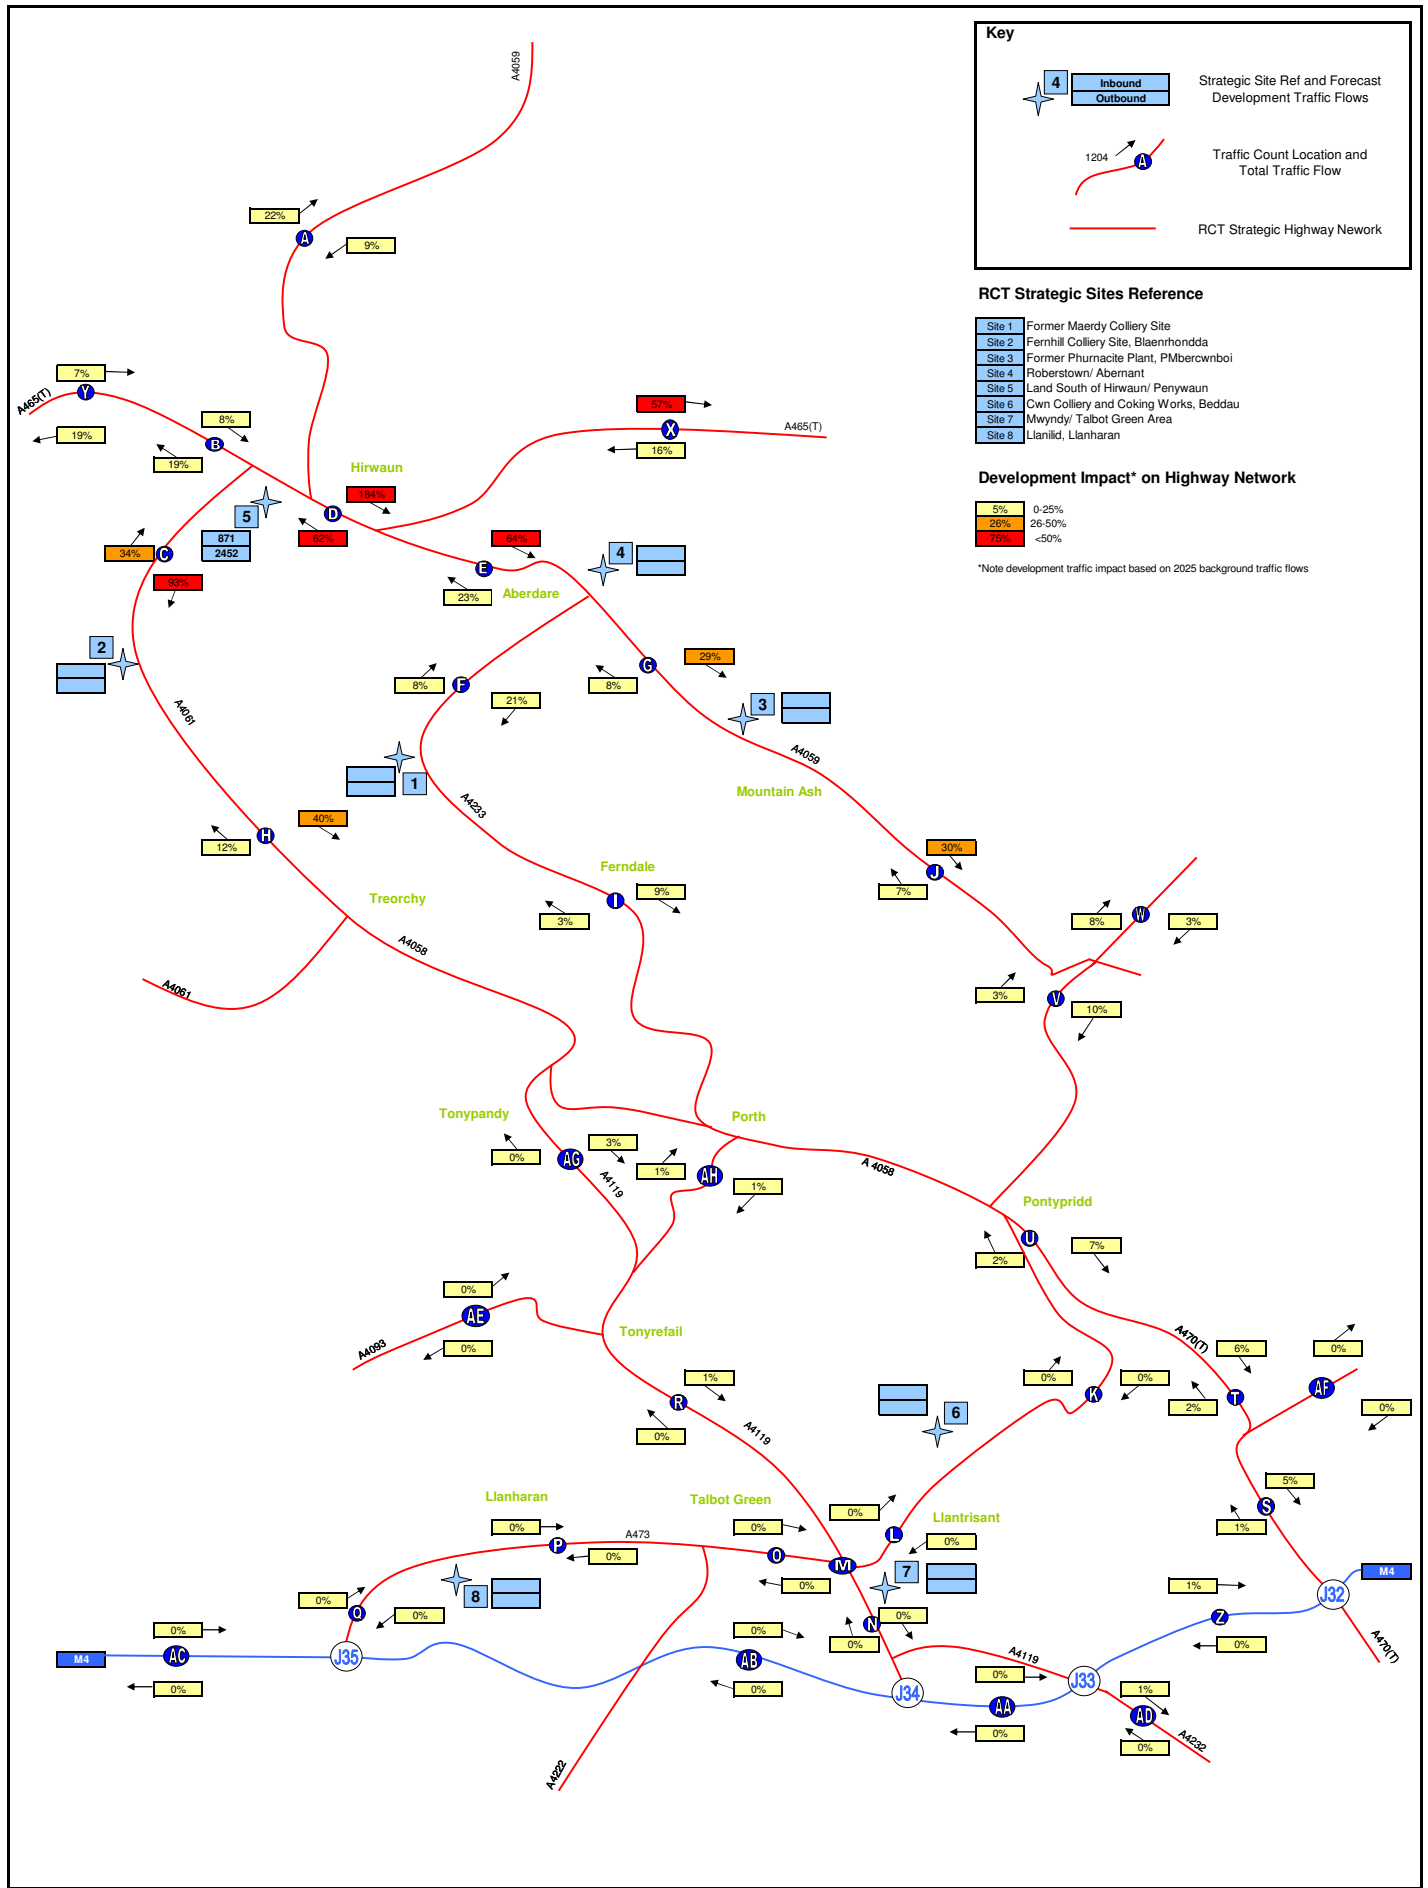 Key
4
Inbound
Outbound
Strategic Site Ref and Forecast
Development Traffic Flows
1204
A
Traffic Count Location and
Total Traffic Flow
RCT Strategic Highway Nework
RCT Strategic Sites Reference
Site 1 Former Maerdy Colliery Site
Site 2 Fernhill Colliery Site, Blaenrhondda
Site 3 Former Phurnacite Plant, PMbercwnboi
Site 4 Roberstown/ Abernant
Site 5 Land South of Hirwaun/ Penywaun
Site 6 Cwn Colliery and Coking Works, Beddau
Site 7 Mwyndy/ Talbot Green Area
Site 8 Llanilid, Llanharan
Development Impact* on Highway Network
5% 0-25%
26% 26-50%
75% <50%
*Note development traffic impact based on 2025 background traffic flows
A4059
22%
A
9%
7%
Y
A465(T)
19%
8%
B
19%
57%
X
A465(T)
16%
Hirwaun
184%
D
62%
5
871
2452
34%
C
93%
64%
E
23%
Aberdare
4
2
A4061
8%
F
21%
29%
G
8%
3
A4059
Mountain Ash
1
A4233
40%
H
12%
Treorchy
Ferndale
9%
I
3%
30%
J
7%
8%
W
3%
3%
V
10%
A4058
A4061
Tonypandy
Porth
3%
AG
0%
A4119
1%
AH
1%
A 4058
Pontypridd
U
7%
2%
0%
AE
0%
A4093
Tonyrefail
1%
R
0%
A4119
6
0%
K
0%
A470(T)
6%
T
2%
0%
AF
0%
5%
S
1%
Llanharan
Talbot Green
Llantrisant
0%
P
0%
A473
0%
O
0%
M
0%
L
0%
7
8
0%
Q
0%
N
0%
0%
M4
0%
AC
0%
J35
0%
AB
0%
J34
A4119
0%
AA
0%
J33
1%
Z
0%
J32
M4
A470(T)
1%
AD
0%
A4232
A4222